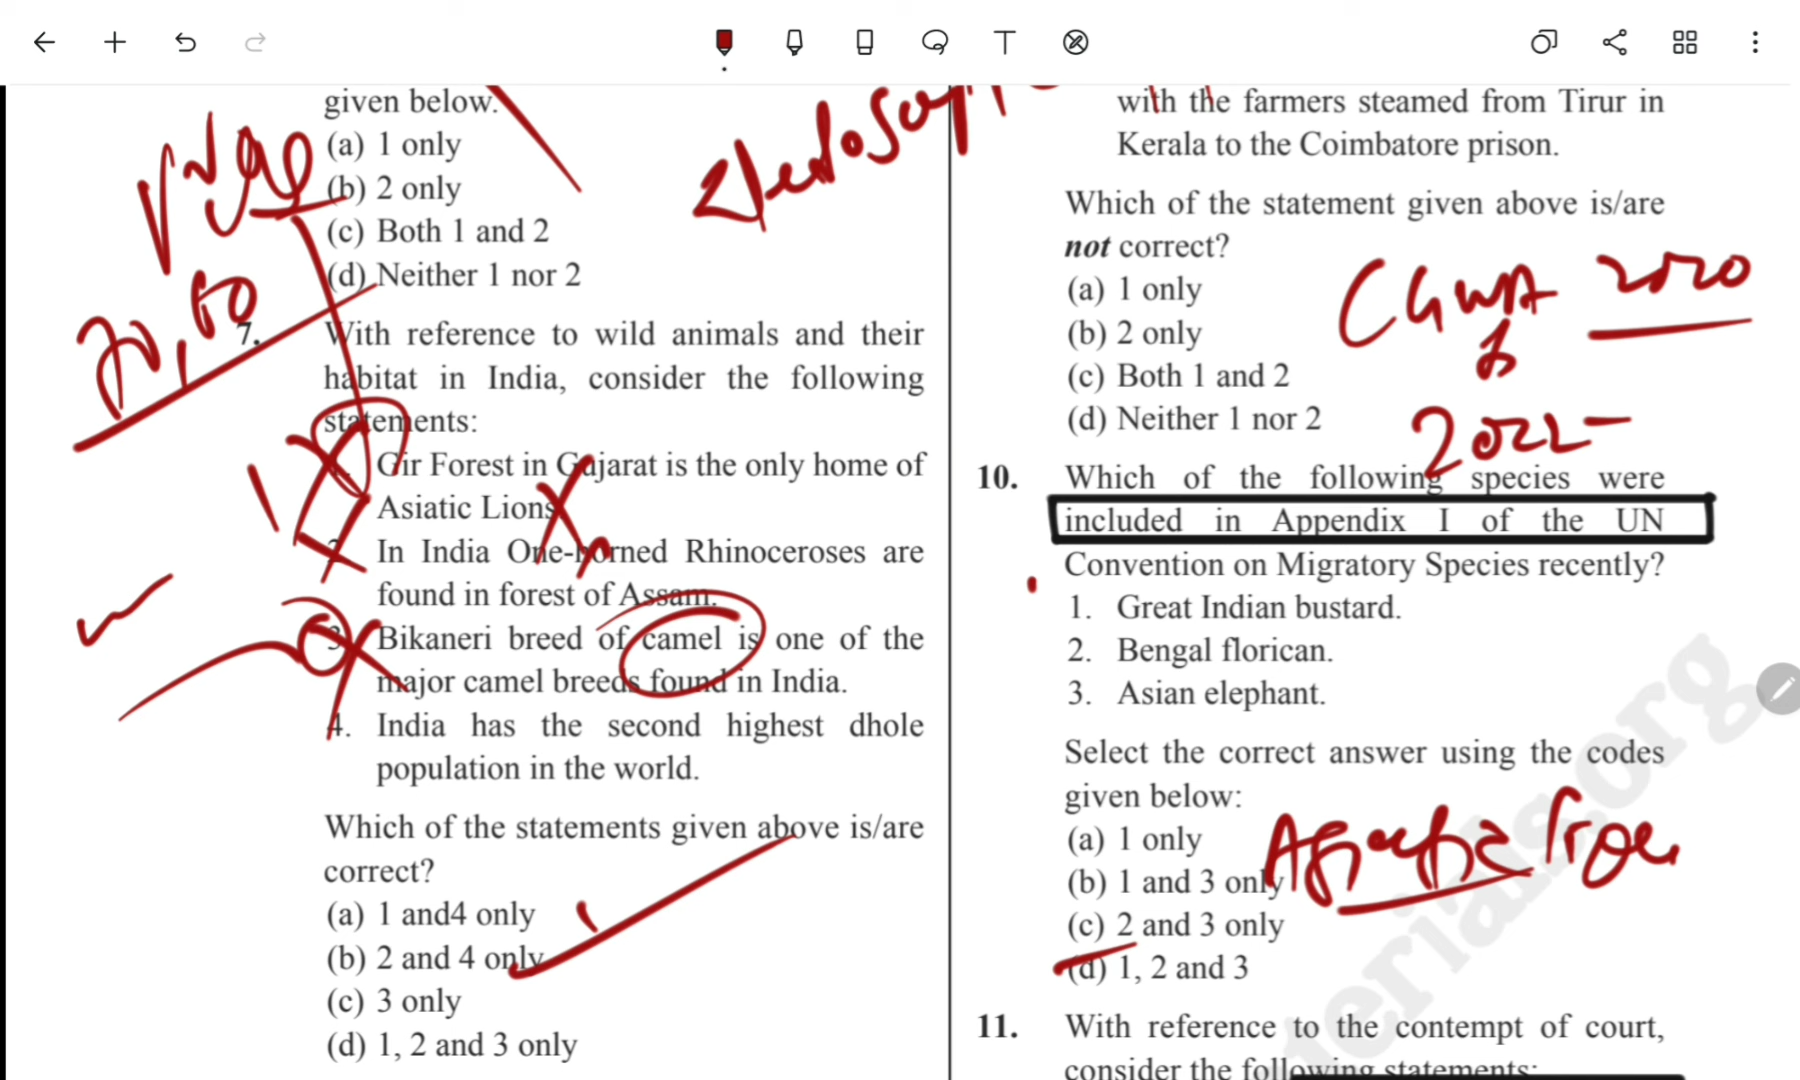 given below.
(a) 1 only
(b) 2 only
(c) Both 1 and 2
(d) Neither 1 nor 2
7. With reference to wild animals and their
habitat in India, consider the following
statements:
Gir Forest in Gujarat is the only home of
Asiatic Lions
2. In India One-horned Rhinoceroses are
found in forest of Assam.
3. Bikaneri breed of camel is one of the
major camel breeds found in India.
4. India has the second highest dhole
population in the world.
Which of the statements given above is/are
correct?
(a) 1 and4 only
(b) 2 and 4 only
(c) 3 only
(d) 1, 2 and 3 only
with the farmers steamed from Tirur in
Kerala to the Coimbatore prison.
Which of the statement given above is/are
not correct?
(a) 1 only
(b) 2 only
(c) Both 1 and 2
(d) Neither 1 nor 2
2020
2022
10. Which of the following species were
included in Appendix I of the UN
Convention on Migratory Species recently?
1. Great Indian bustard.
2. Bengal florican.
3. Asian elephant.
Select the correct answer using the codes
given below:
(a) 1 only
(b) 1 and 3 only
(c) 2 and 3 only
(d) 1, 2 and 3
11. With reference to the contempt of court,
consider the following statements:
erials.org